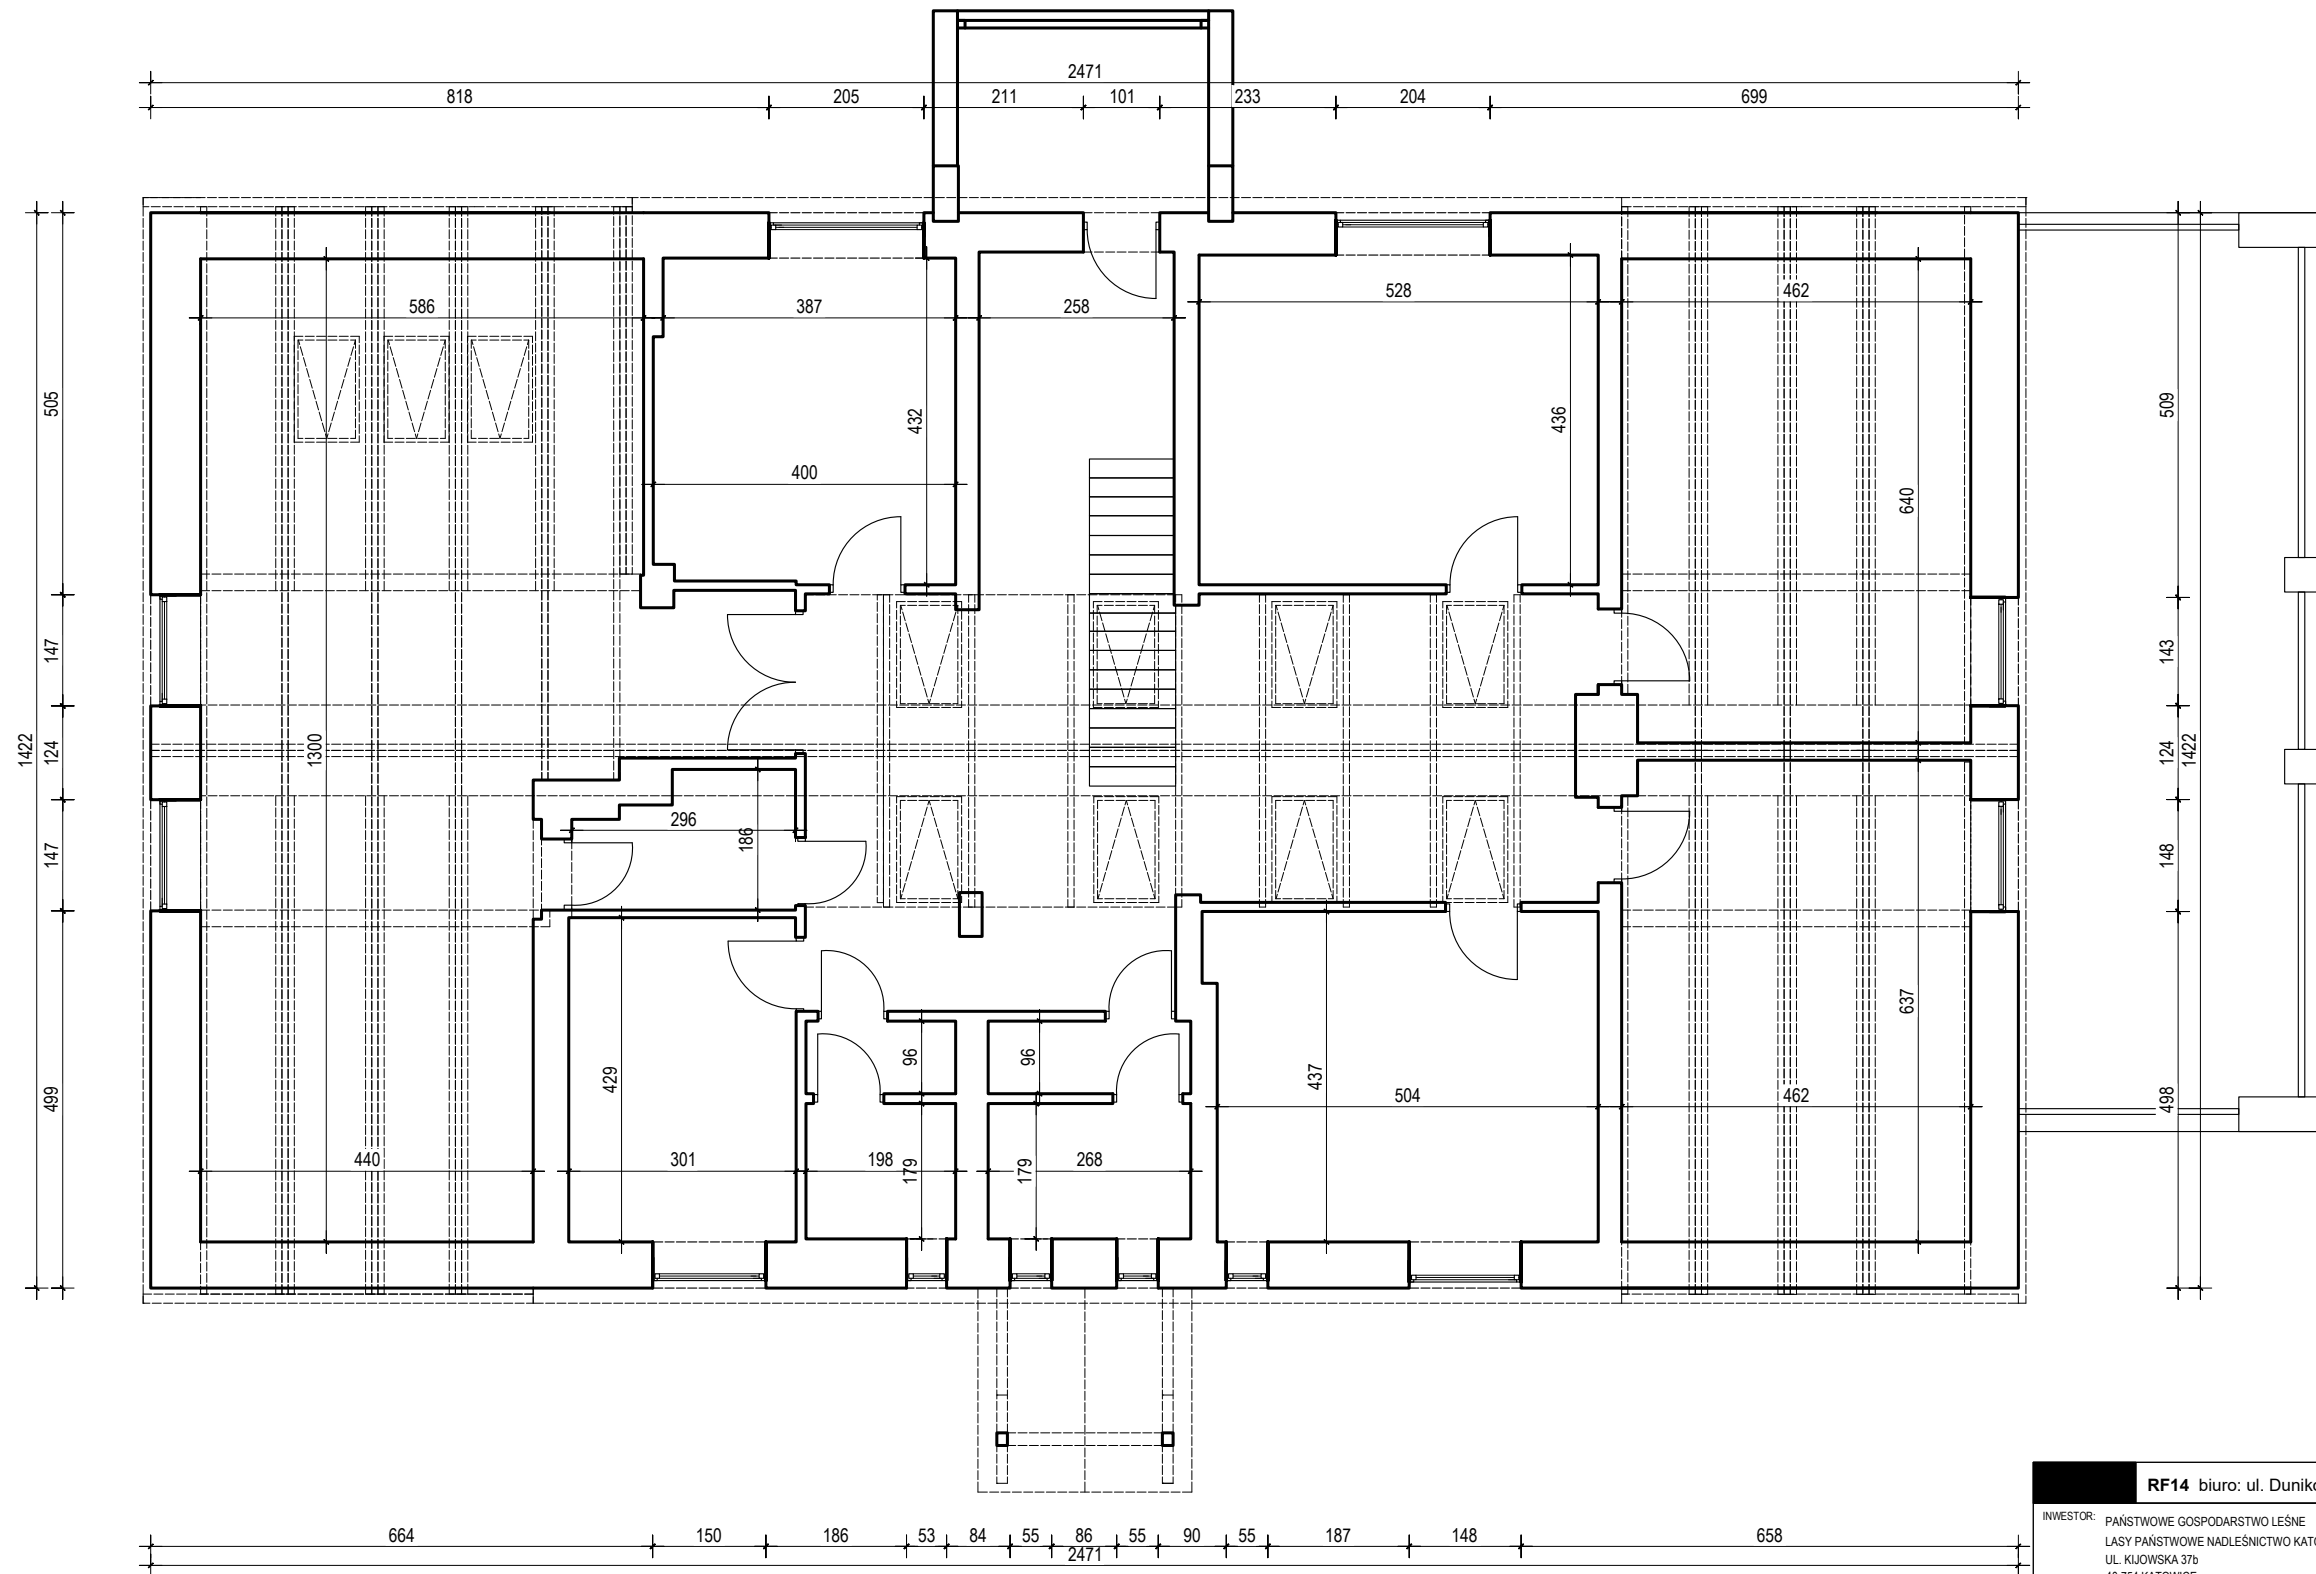 2471
818 205 211 101 233 204 699
586 387 258 528 462
505 432 436 509
400
640
147 143
1422 124 1300 124 1422
296 186
147 148
429 96 96 437 637
499 504 462 498
440 301 198 179 179 268
664 150 186 53 84 55 86 55 90 55 187 148 658
2471
RF14 biuro: ul. Dunik
INWESTOR: PAŃSTWOWE GOSPODARSTWO LEŚNE
LASY PAŃSTWOWE NADLEŚNICTWO KAT
UL. KIJOWSKA 37b